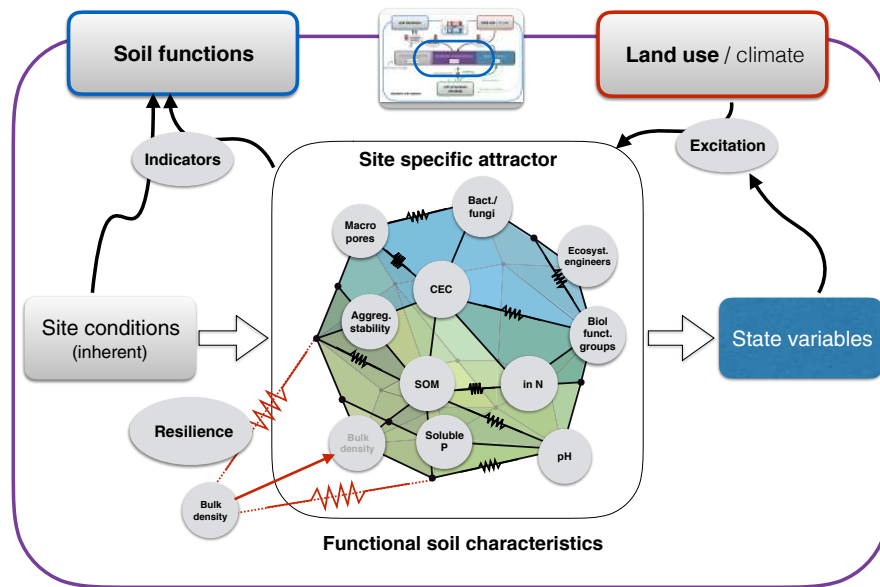 Soil functions
Land use / climate
Indicators
Excitation
Site specific attractor
Bact./
fungi
Macro
pores
Ecosyst.
engineers
CEC
Aggreg.
stability
Biol
funct.
groups
Site conditions
(inherent)
State variables
SOM
in N
Resilience
Bulk
density
Soluble
P
pH
Bulk
density
Functional soil characteristics